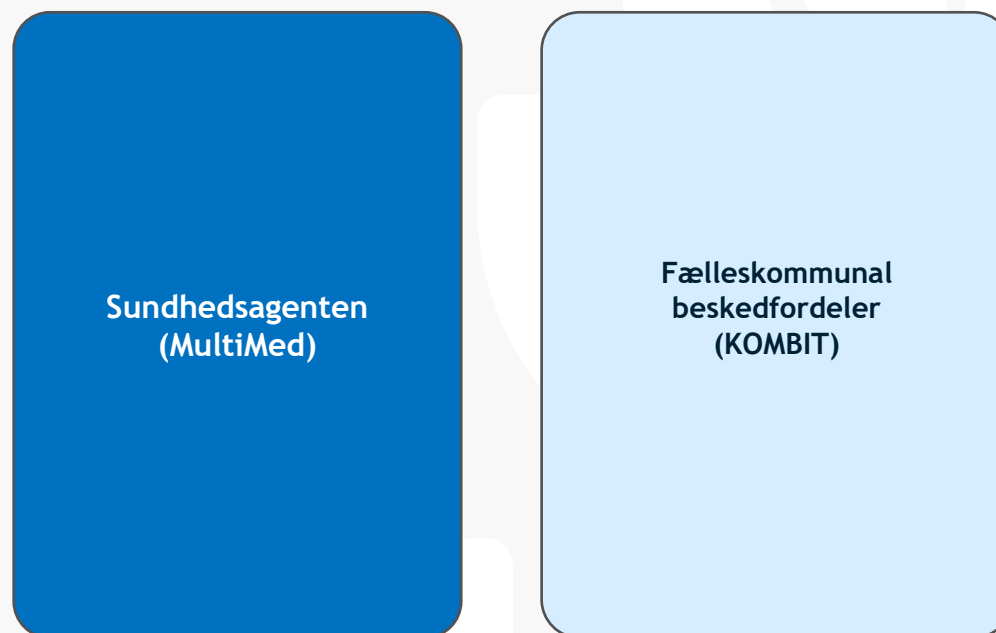 Sundhedsagenten
(MultiMed)
Fælleskommunal
beskedfordeler
(KOMBIT)